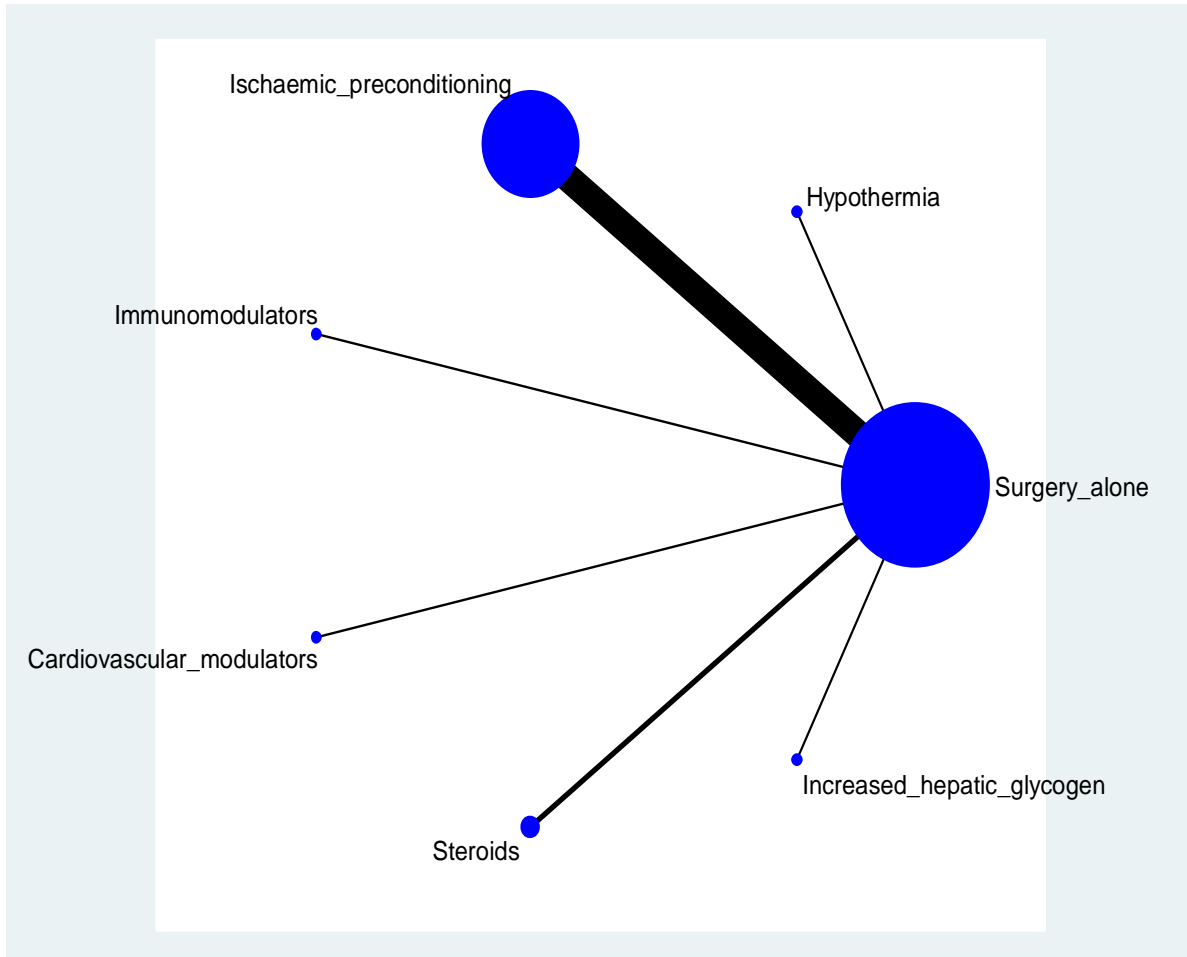 Ischaemic_preconditioning
Hypothermia
Immunomodulators
Surgery_alone
Cardiovascular_modulators
Increased_hepatic_glycogen
Steroids